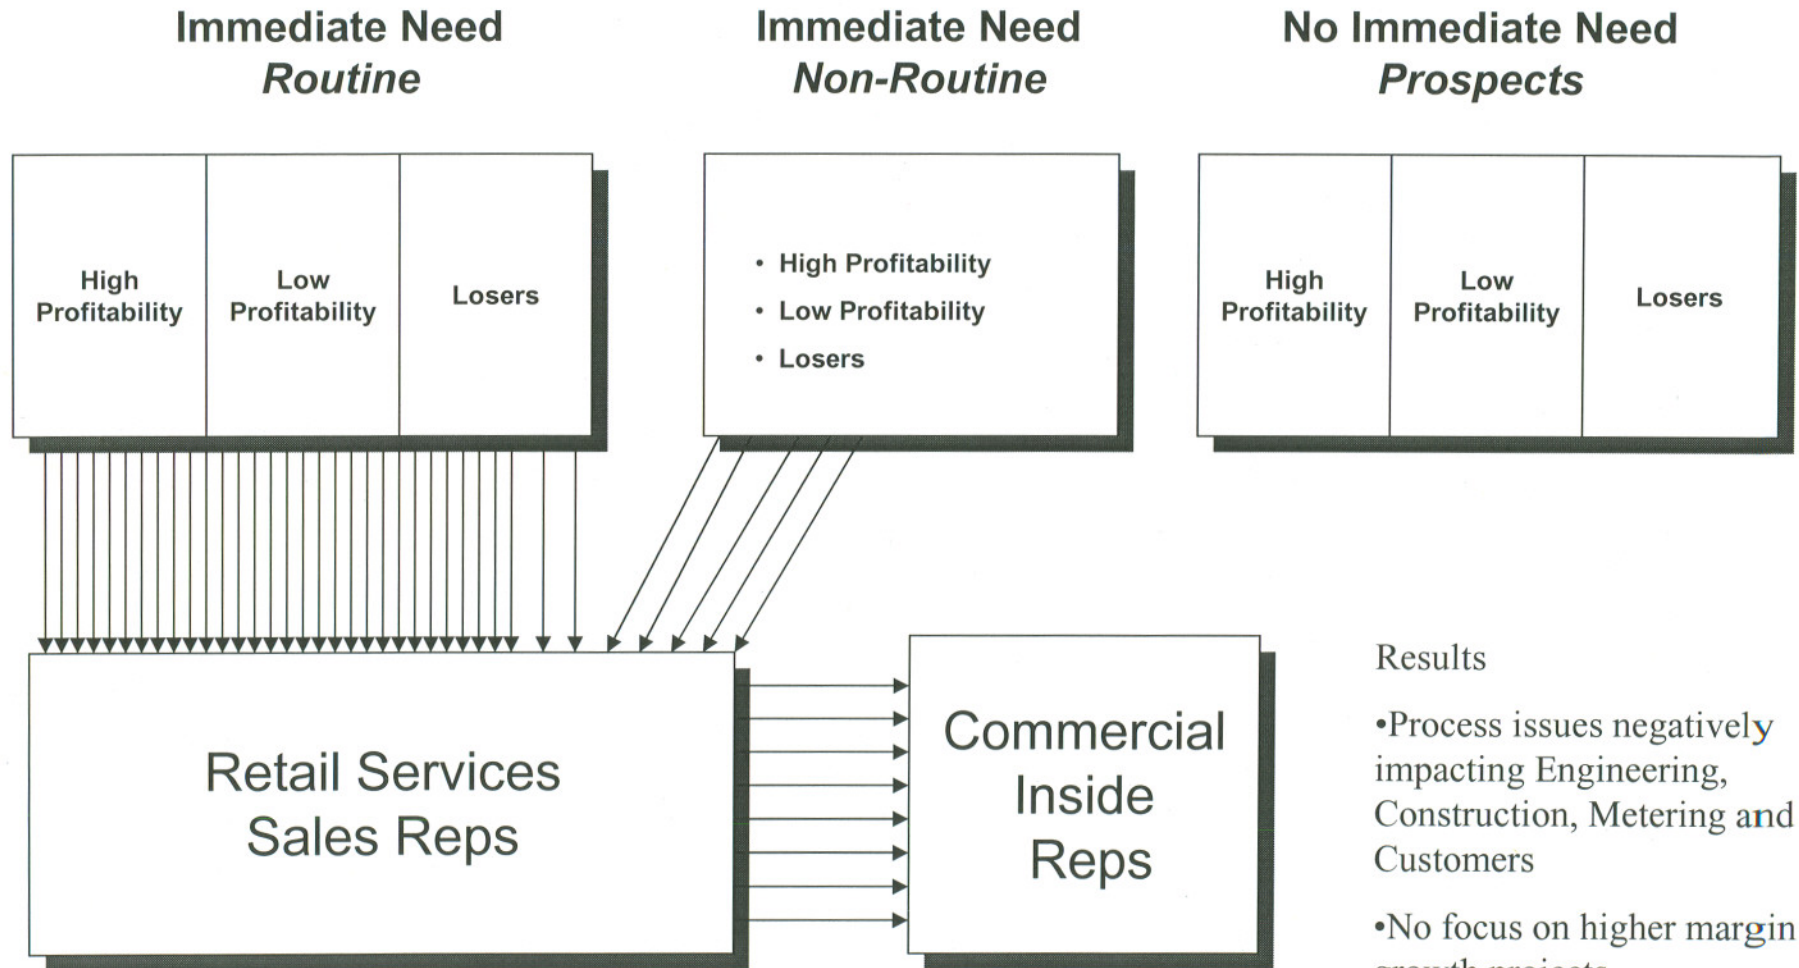 Immediate Need
Routine
Immediate Need
Non-Routine
No Immediate Need
Prospects
High
Profitability
Low
Profitability
Losers
• High Profitability
• Low Profitability
• Losers
High
Profitability
Low
Profitability
Losers
Retail Services
Sales Reps
Commercial
Inside
Reps
Results
•Process issues negatively
impacting Engineering,
Construction, Metering and
Customers
•No focus on higher margin
growth projects